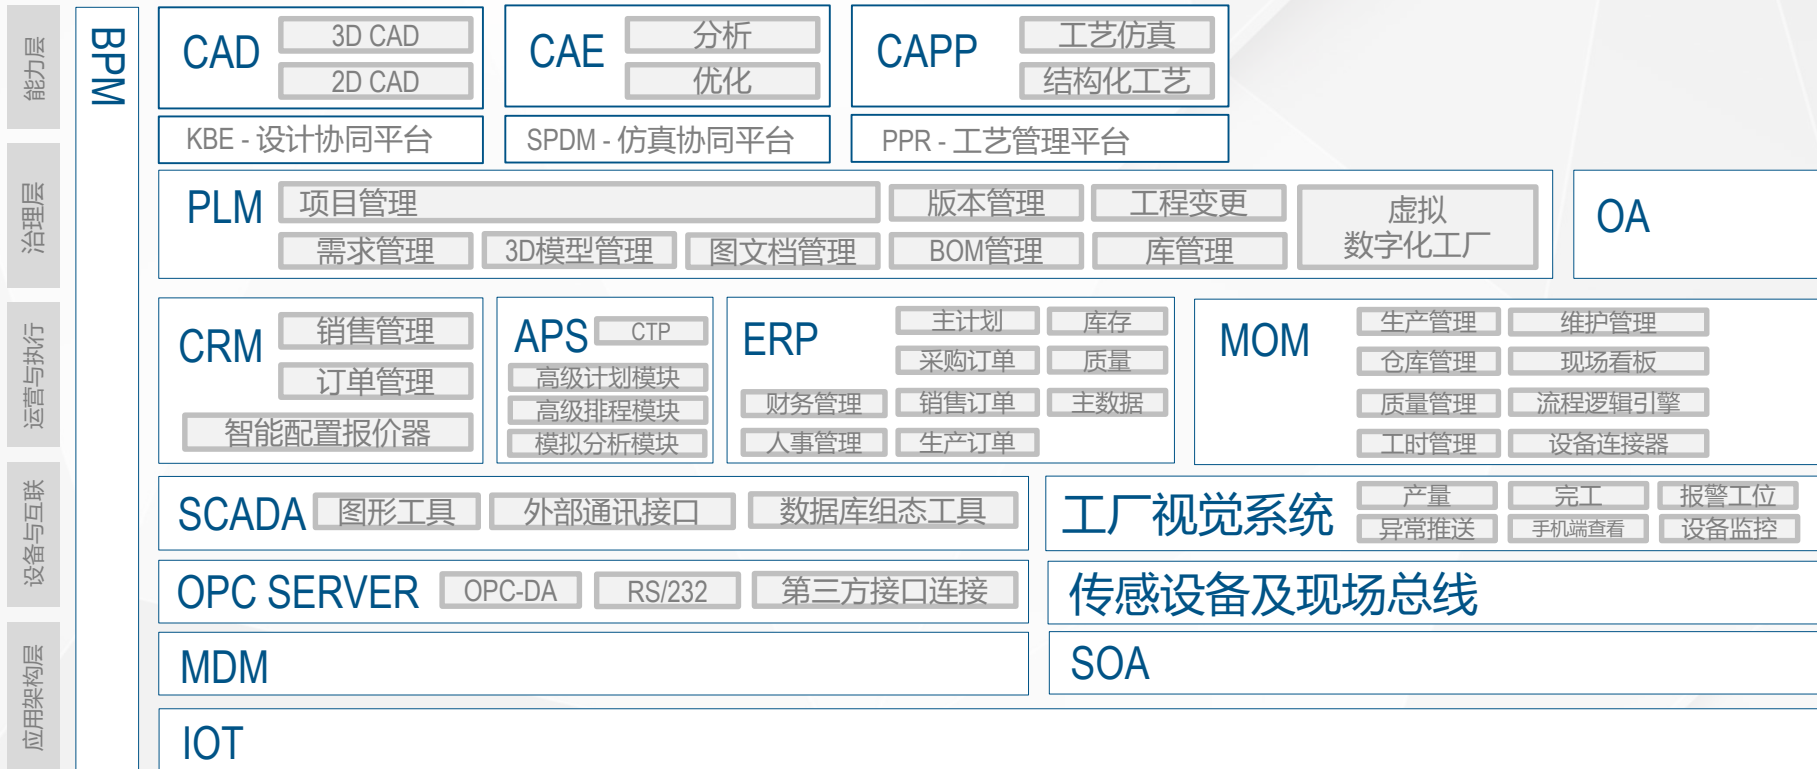 能力层
治理层
运营与执行
设备与互联
应用架构层
BPM
CAD
3D CAD
2D CAD
CAE
分析
优化
CAPP
工艺仿真
结构化工艺
KBE - 设计协同平台
SPDM - 仿真协同平台
PPR - 工艺管理平台
PLM
项目管理
版本管理
工程变更
需求管理
3D模型管理
图文档管理
BOM管理
库管理
虚拟
数字化工厂
OA
CRM
销售管理
订单管理
智能配置报价器
APS
CTP
高级计划模块
高级排程模块
模拟分析模块
ERP
主计划
库存
采购订单
质量
财务管理
销售订单
主数据
人事管理
生产订单
MOM
生产管理
维护管理
仓库管理
现场看板
质量管理
流程逻辑引擎
工时管理
设备连接器
SCADA
图形工具
外部通讯接口
数据库组态工具
工厂视觉系统
产量
完工
报警工位
异常推送
手机端查看
设备监控
OPC SERVER
OPC-DA
RS/232
第三方接口连接
传感设备及现场总线
MDM
SOA
IOT